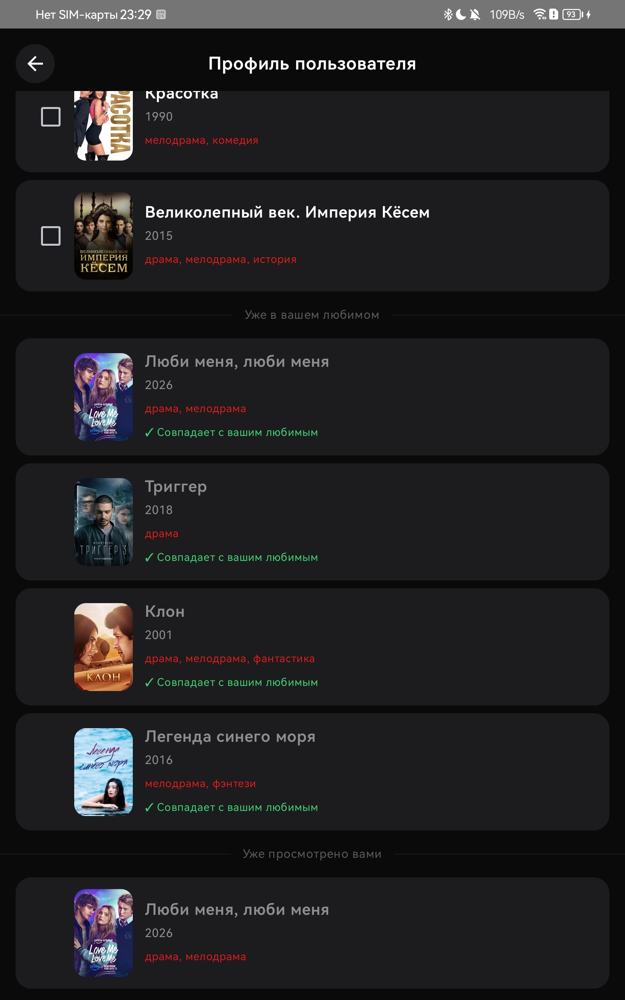 Нет SIM-карты 23:29 HM OS 109B/s 93
Профиль пользователя
Красотка
1990
мелодрама, комедия
РАСОТКА
Великолепный век. Империя Кёсем
2015
драма, мелодрама, история
ВЕЛИКОЛЕПНЫЙ ВЕК
ИМПЕРИЯ
КЁСЕМ
Уже в вашем любимом
Люби меня, люби меня
2026
драма, мелодрама
✓ Совпадает с вашим любимым
prime original
Love Me
Love Me
prime NEW MOVIE FEBRUARY 13
Триггер
2018
драма
✓ Совпадает с вашим любимым
КИНОПОИСК
ТРИГГЕР 3
УЖЕ В ПОДПИСКЕ
Клон
2001
драма, мелодрама, фантастика
✓ Совпадает с вашим любимым
КЛОН
Легенда синего моря
2016
мелодрама, фэнтези
✓ Совпадает с вашим любимым
Легенда
синего моря
Уже просмотрено вами
Люби меня, люби меня
2026
драма, мелодрама
prime original
Love Me
Love Me
prime NEW MOVIE FEBRUARY 13